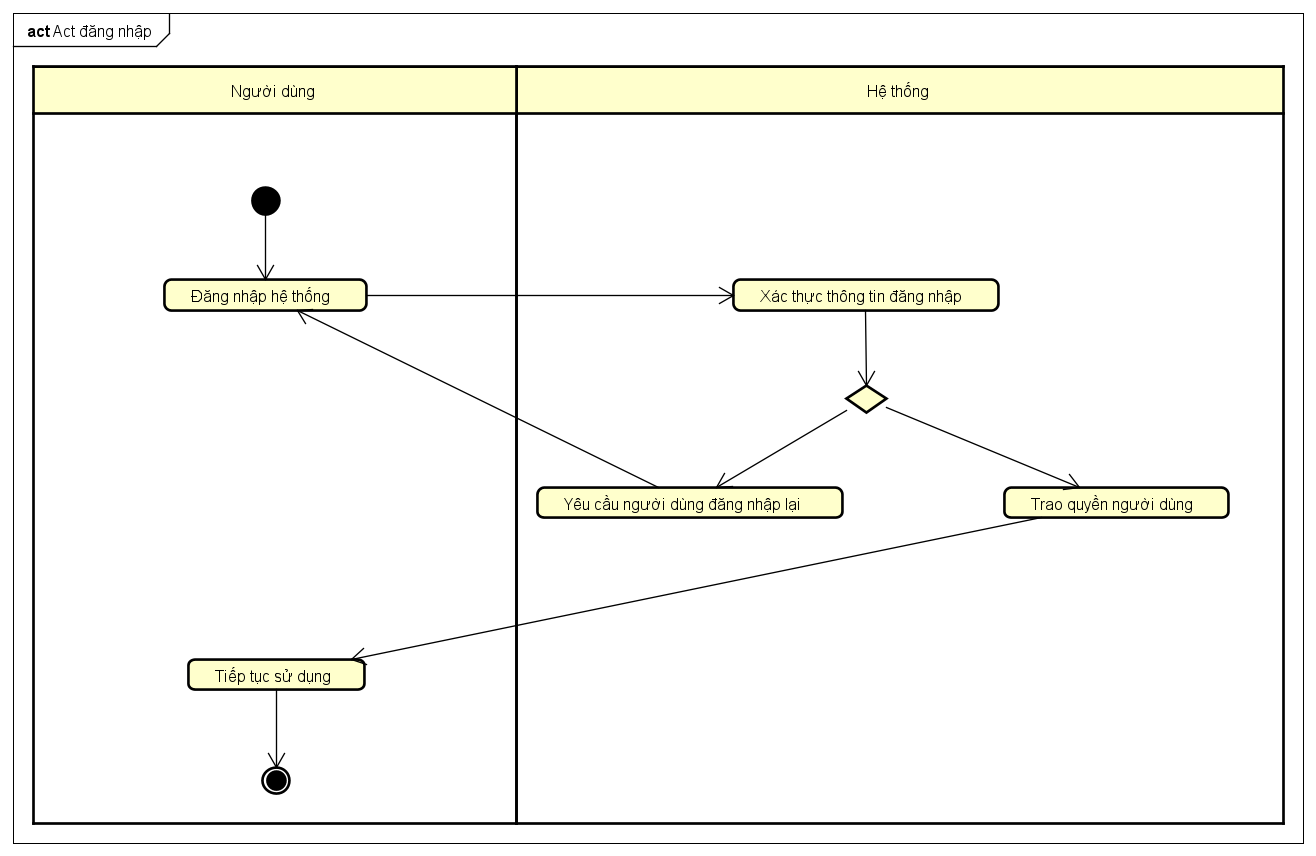 act Act đăng nhập
Người dùng
Hệ thống
Đăng nhập hệ thống
Xác thực thông tin đăng nhập
Yêu cầu người dùng đăng nhập lại
Trao quyền người dùng
Tiếp tục sử dụng